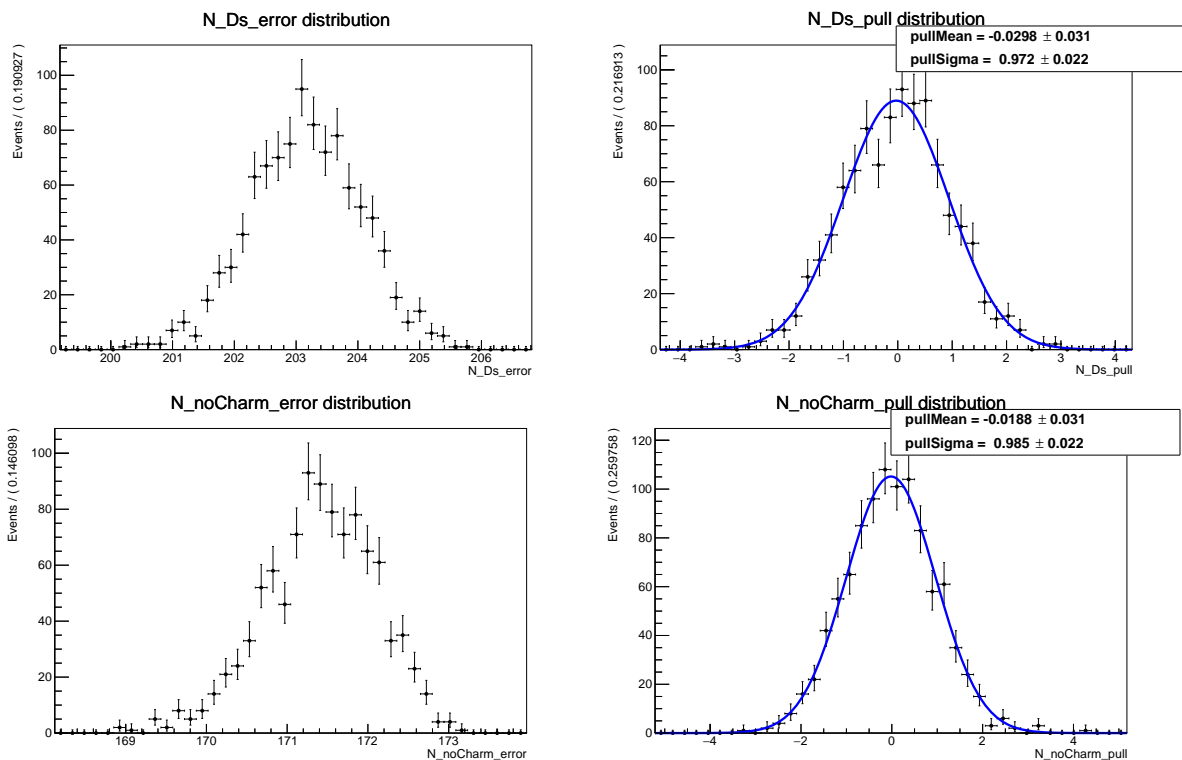 N_Ds_error distribution
Events / ( 0.190927 )
100
80
60
40
20
0
200 201 202 203 204 205 206
N_Ds_error
N_Ds_pull distribution
pullMean = -0.0298 ± 0.031
pullSigma = 0.972 ± 0.022
Events / ( 0.216913 )
100
80
60
40
20
0
−4 −3 −2 −1 0 1 2 3 4
N_Ds_pull
N_noCharm_error distribution
Events / ( 0.146098 )
100
80
60
40
20
0
169 170 171 172 173
N_noCharm_error
N_noCharm_pull distribution
pullMean = -0.0188 ± 0.031
pullSigma = 0.985 ± 0.022
Events / ( 0.259758 )
120
100
80
60
40
20
0
−4 −2 0 2 4
N_noCharm_pull